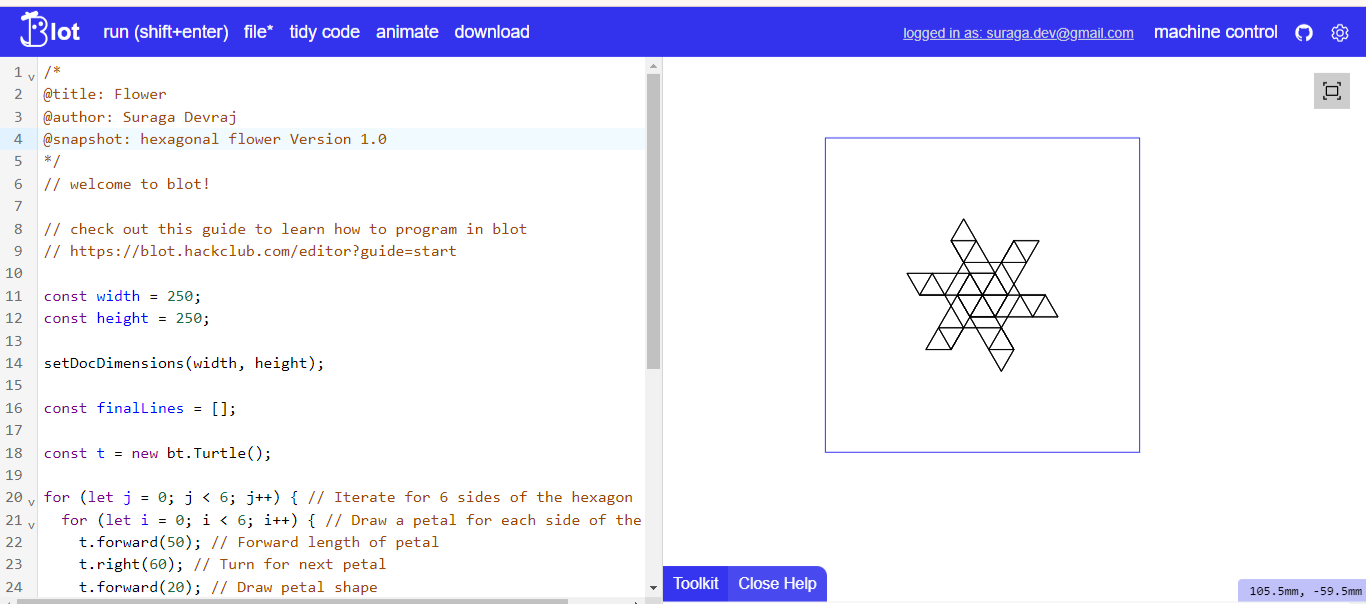 Blot run (shift+enter) file* tidy code animate download logged in as: suraga.dev@gmail.com machine control
1 /*
2 @title: Flower
3 @author: Suraga Devraj
4 @snapshot: hexagonal flower Version 1.0
5 */
6 // welcome to blot!
7
8 // check out this guide to learn how to program in blot
9 // https://blot.hackclub.com/editor?guide=start
10
11 const width = 250;
12 const height = 250;
13
14 setDocDimensions(width, height);
15
16 const finalLines = [];
17
18 const t = new bt.Turtle();
19
20 for (let j = 0; j < 6; j++) { // Iterate for 6 sides of the hexagon
21 for (let i = 0; i < 6; i++) { // Draw a petal for each side of the
22 t.forward(50); // Forward length of petal
23 t.right(60); // Turn for next petal
24 t.forward(20); // Draw petal shape
Toolkit Close Help
105.5mm, -59.5mm